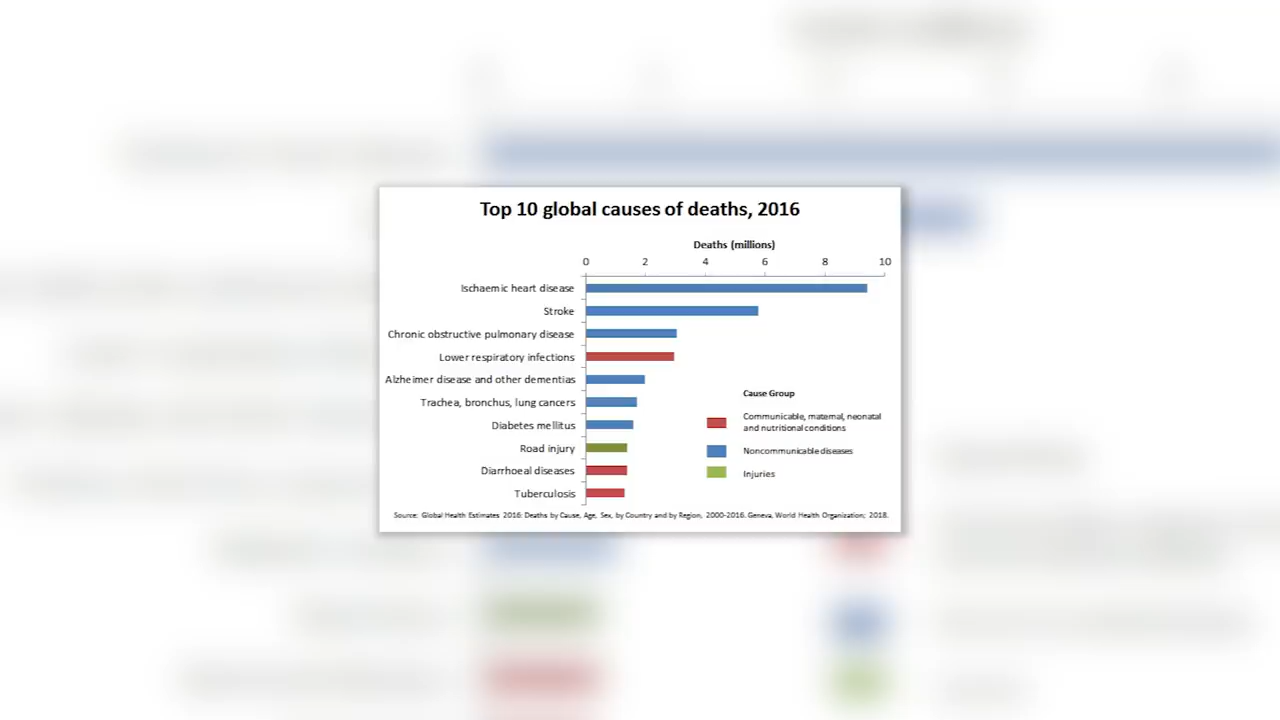 Top 10 global causes of deaths, 2016
Deaths (millions)
0 2 4 6 8 10
Ischaemic heart disease
Stroke
Chronic obstructive pulmonary disease
Lower respiratory infections
Alzheimer disease and other dementias
Trachea, bronchus, lung cancers
Diabetes mellitus
Road injury
Diarrhoeal diseases
Tuberculosis
Cause Group
Communicable, maternal, neonatal
and nutritional conditions
Noncommunicable diseases
Injuries
Source: Global Health Estimates 2016: Deaths by Cause, Age, Sex, by Country and by Region, 2000-2016. Geneva, World Health Organization; 2018.